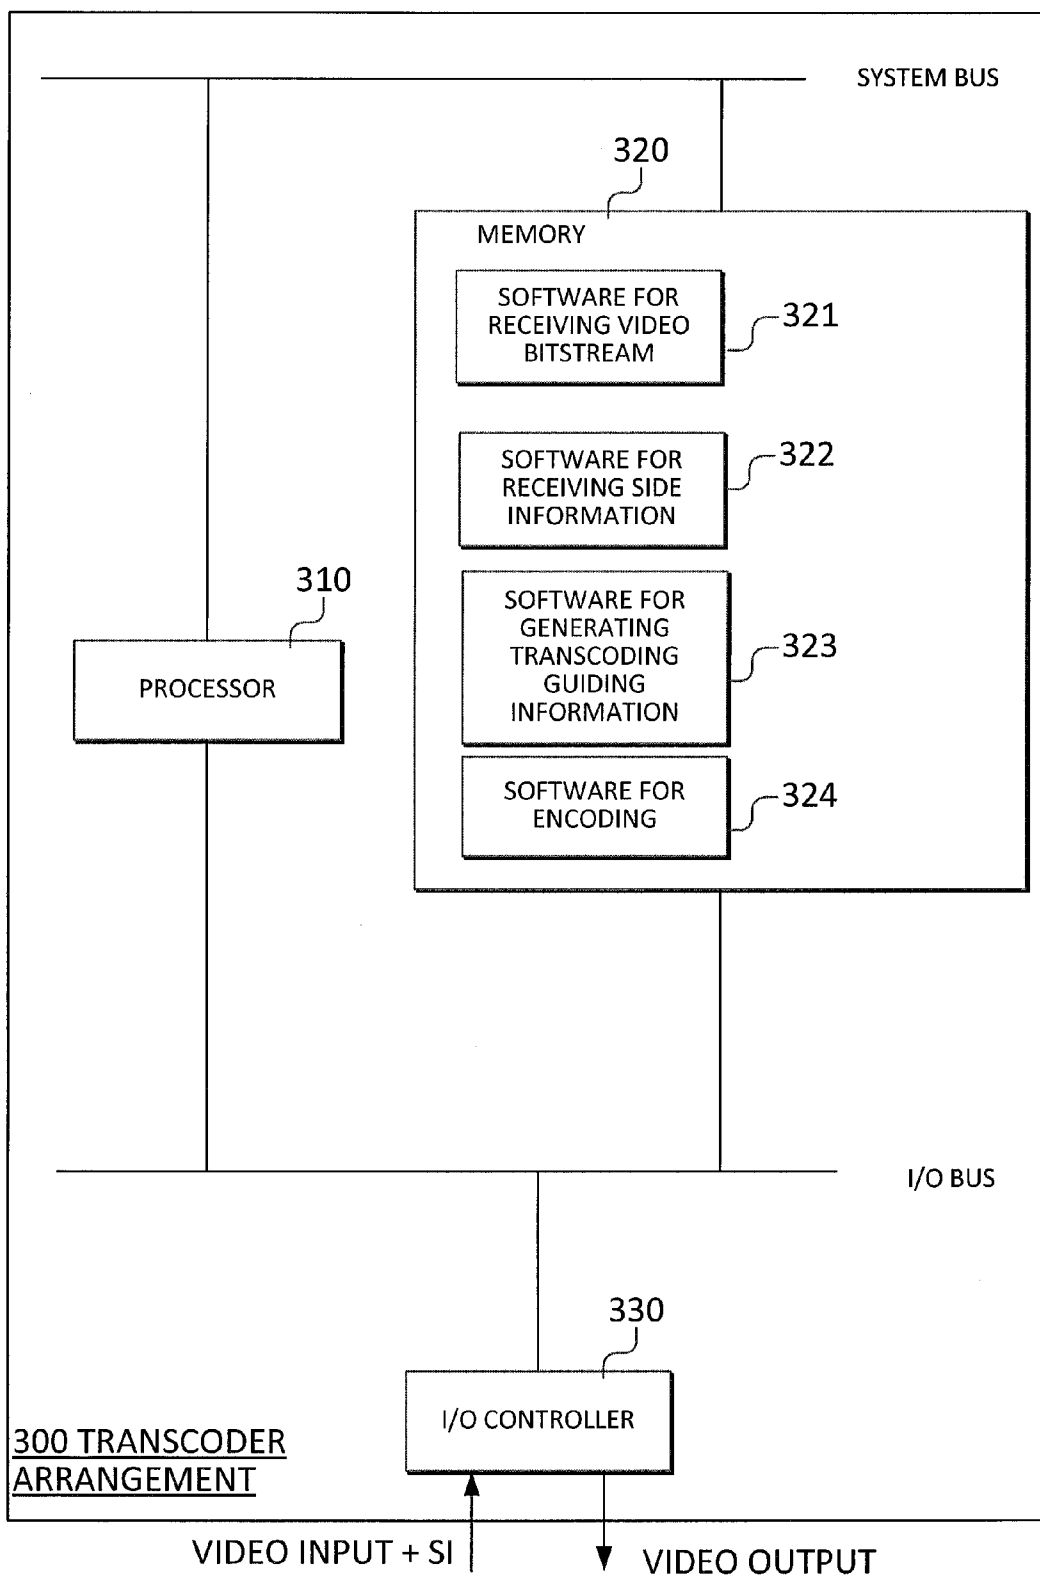 SYSTEM BUS
320
MEMORY
SOFTWARE FOR
RECEIVING VIDEO
BITSTREAM
321
SOFTWARE FOR
RECEIVING SIDE
INFORMATION
322
310
PROCESSOR
SOFTWARE FOR
GENERATING
TRANSCODING
GUIDING
INFORMATION
323
SOFTWARE FOR
ENCODING
324
I/O BUS
330
I/O CONTROLLER
300 TRANSCODER
ARRANGEMENT
VIDEO INPUT + SI
VIDEO OUTPUT